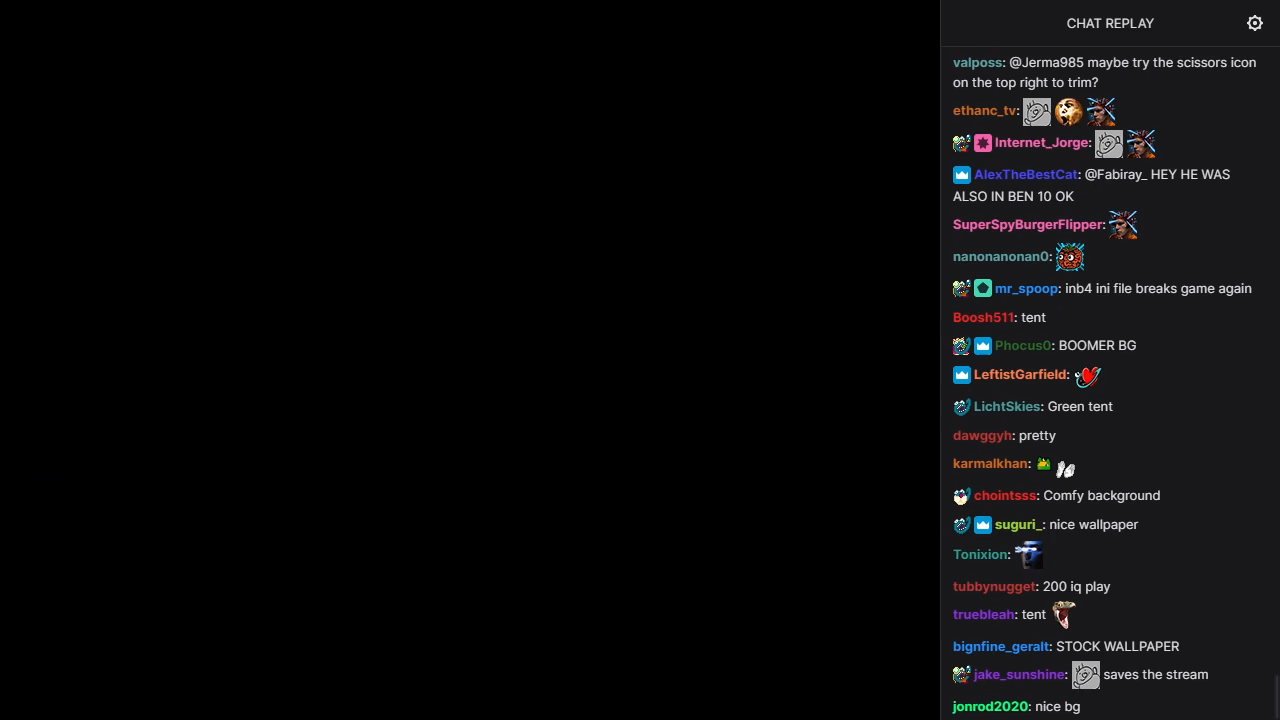 CHAT REPLAY
valposs: @Jerma985 maybe try the scissors icon
on the top right to trim?
ethanc_tv:
Internet_Jorge:
AlexTheBestCat: @Fabiray_ HEY HE WAS
ALSO IN BEN 10 OK
SuperSpyBurgerFlipper:
nanonanonan0:
mr_spoop: inb4 ini file breaks game again
Boosh511: tent
Phocus0: BOOMER BG
LeftistGarfield:
LichtSkies: Green tent
dawggyh: pretty
karmalkhan:
chointsss: Comfy background
suguri_: nice wallpaper
Tonixion:
tubbynugget: 200 iq play
truebleah: tent
bignfine_geralt: STOCK WALLPAPER
jake_sunshine: saves the stream
jonrod2020: nice bg